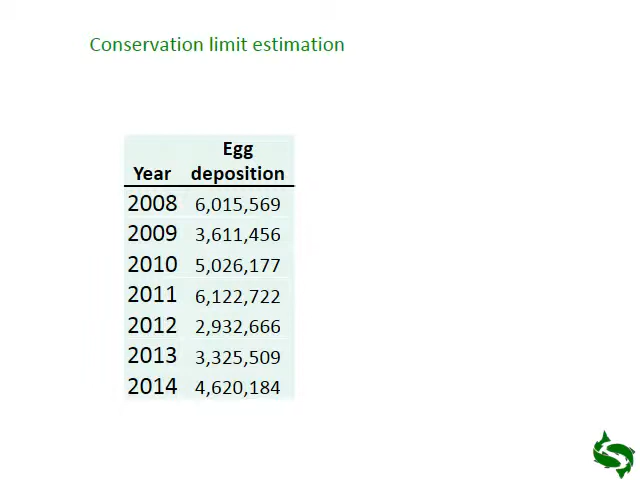 Conservation limit estimation
Egg
Year deposition
2008 6,015,569
2009 3,611,456
2010 5,026,177
2011 6,122,722
2012 2,932,666
2013 3,325,509
2014 4,620,184